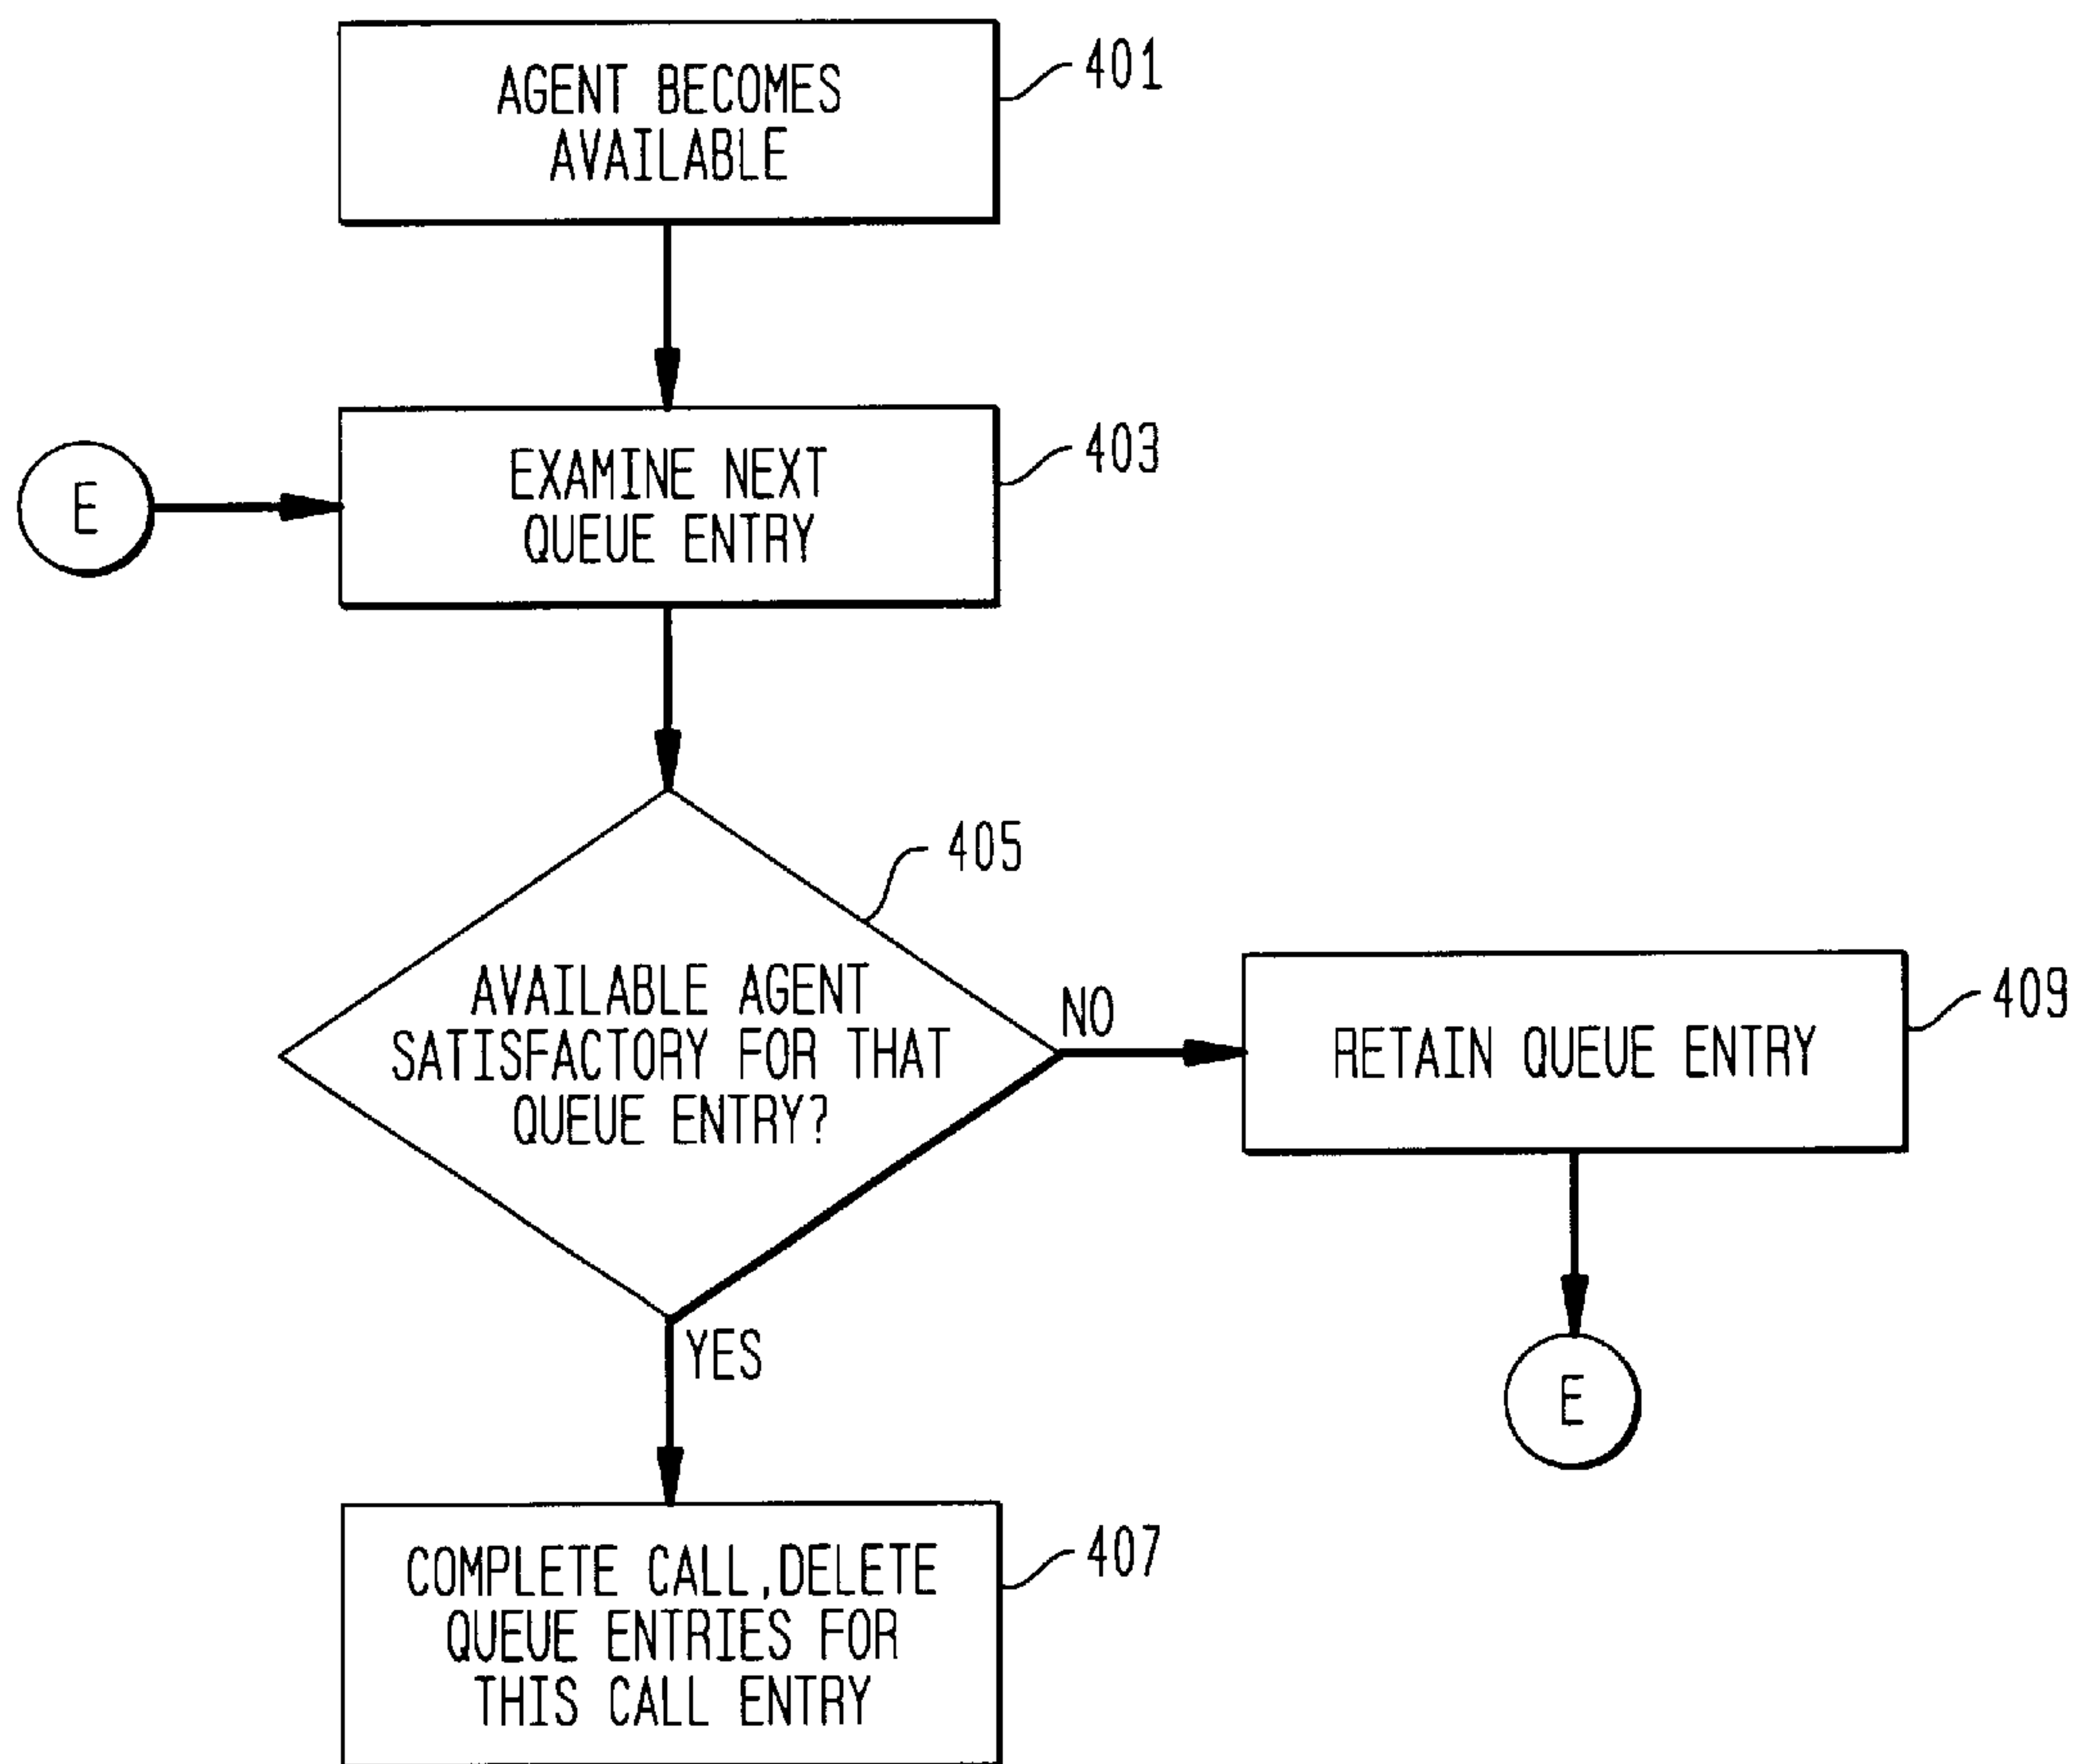 AGENT BECOMES
AVAILABLE
401
E
EXAMINE NEXT
QUEUE ENTRY
403
405
AVAILABLE AGENT
SATISFACTORY FOR THAT
QUEUE ENTRY?
NO
RETAIN QUEUE ENTRY
409
YES
E
COMPLETE CALL, DELETE
QUEUE ENTRIES FOR
THIS CALL ENTRY
407